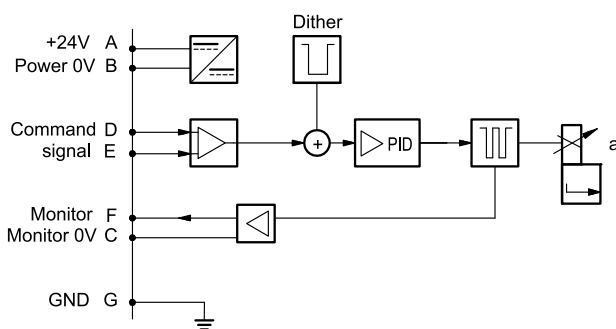 Dither
+24V A
Power 0V B
Command D
signal E
+
PID
a
Monitor F
Monitor 0V C
GND G